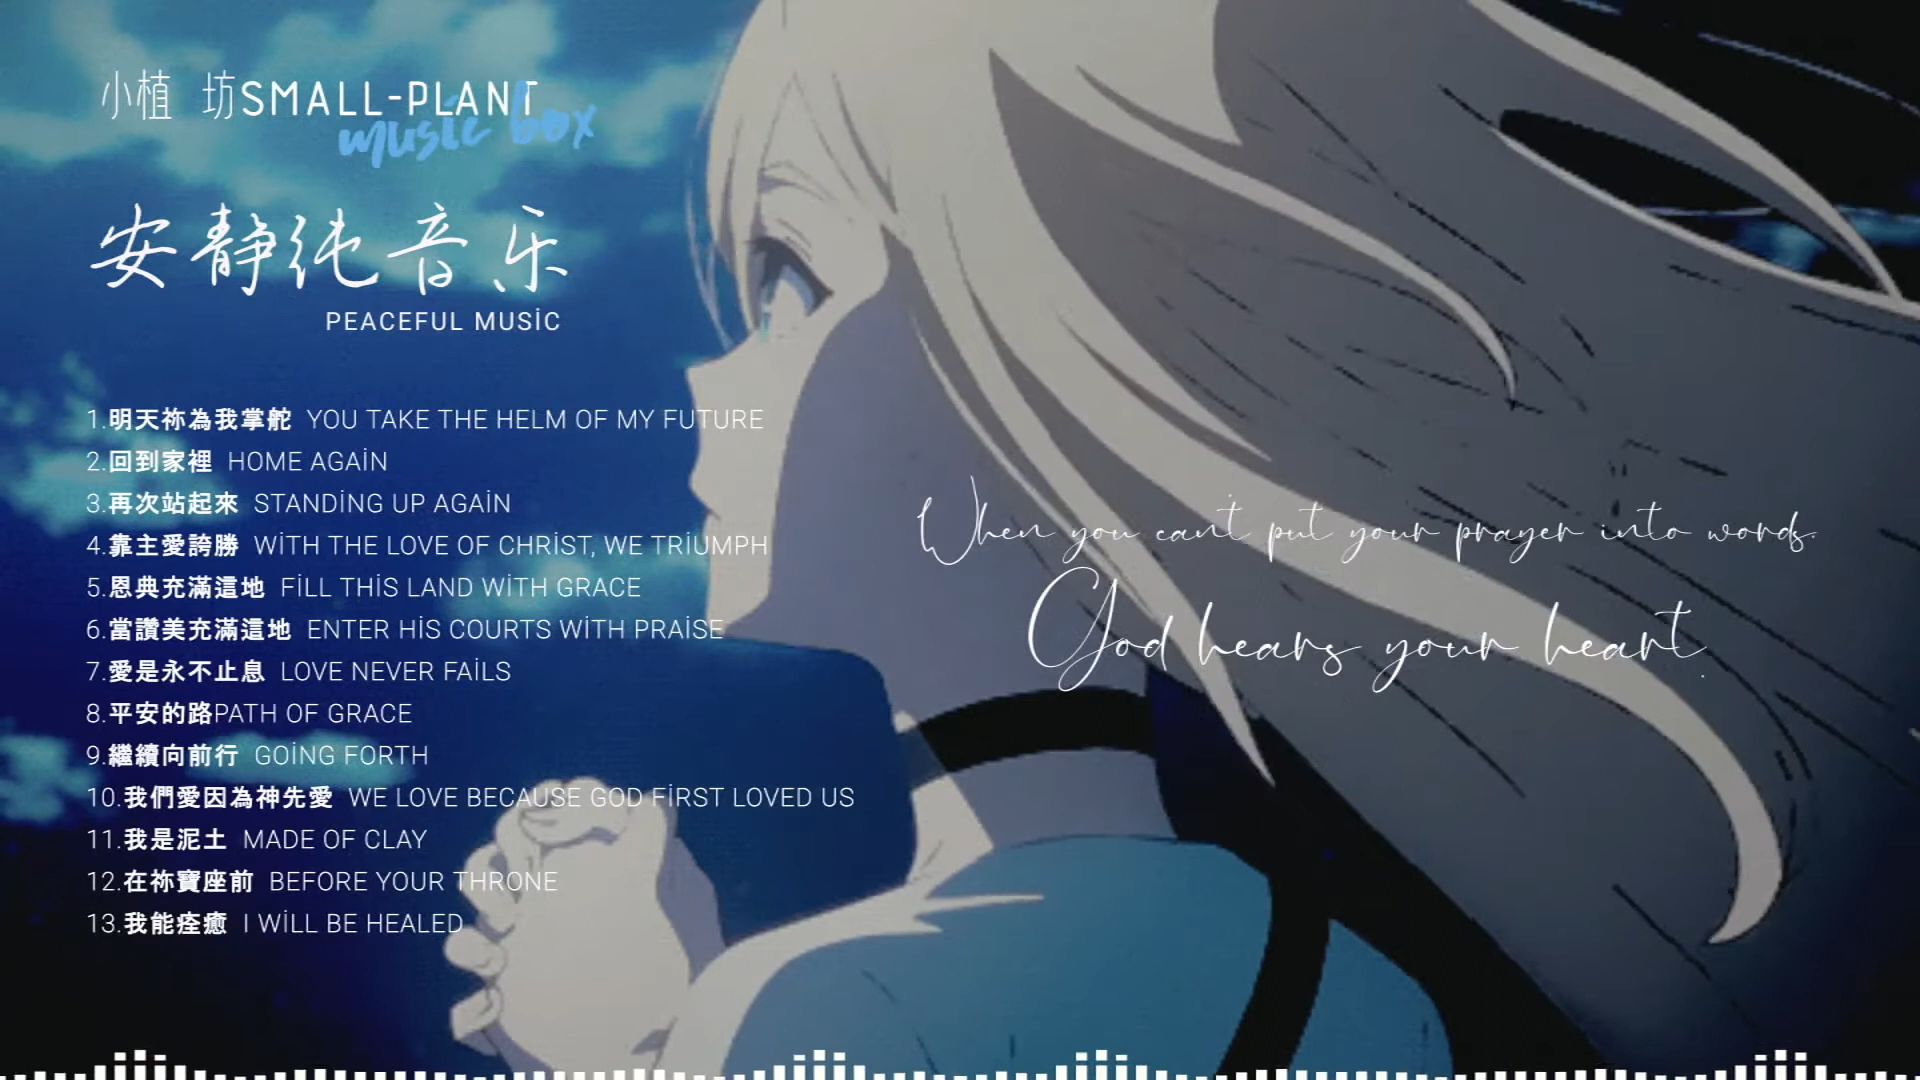 小植 坊SMALL-PLANT
music box
安静纯音乐
PEACEFUL MUSİC
1.明天祢為我掌舵 YOU TAKE THE HELM OF MY FUTURE
2.回到家裡 HOME AGAİN
3.再次站起來 STANDİNG UP AGAİN
4.靠主愛誇勝 WİTH THE LOVE OF CHRİST, WE TRİUMPH
5.恩典充滿這地 FİLL THİS LAND WİTH GRACE
6.當讚美充滿這地 ENTER HİS COURTS WİTH PRAİSE
7.愛是永不止息 LOVE NEVER FAİLS
8.平安的路PATH OF GRACE
9.繼續向前行 GOİNG FORTH
10.我們愛因為神先愛 WE LOVE BECAUSE GOD FİRST LOVED US
11.我是泥土 MADE OF CLAY
12.在祢寶座前 BEFORE YOUR THRONE
13.我能痊癒 I WİLL BE HEALED
When you can't put your prayer into words.
God hears your heart.